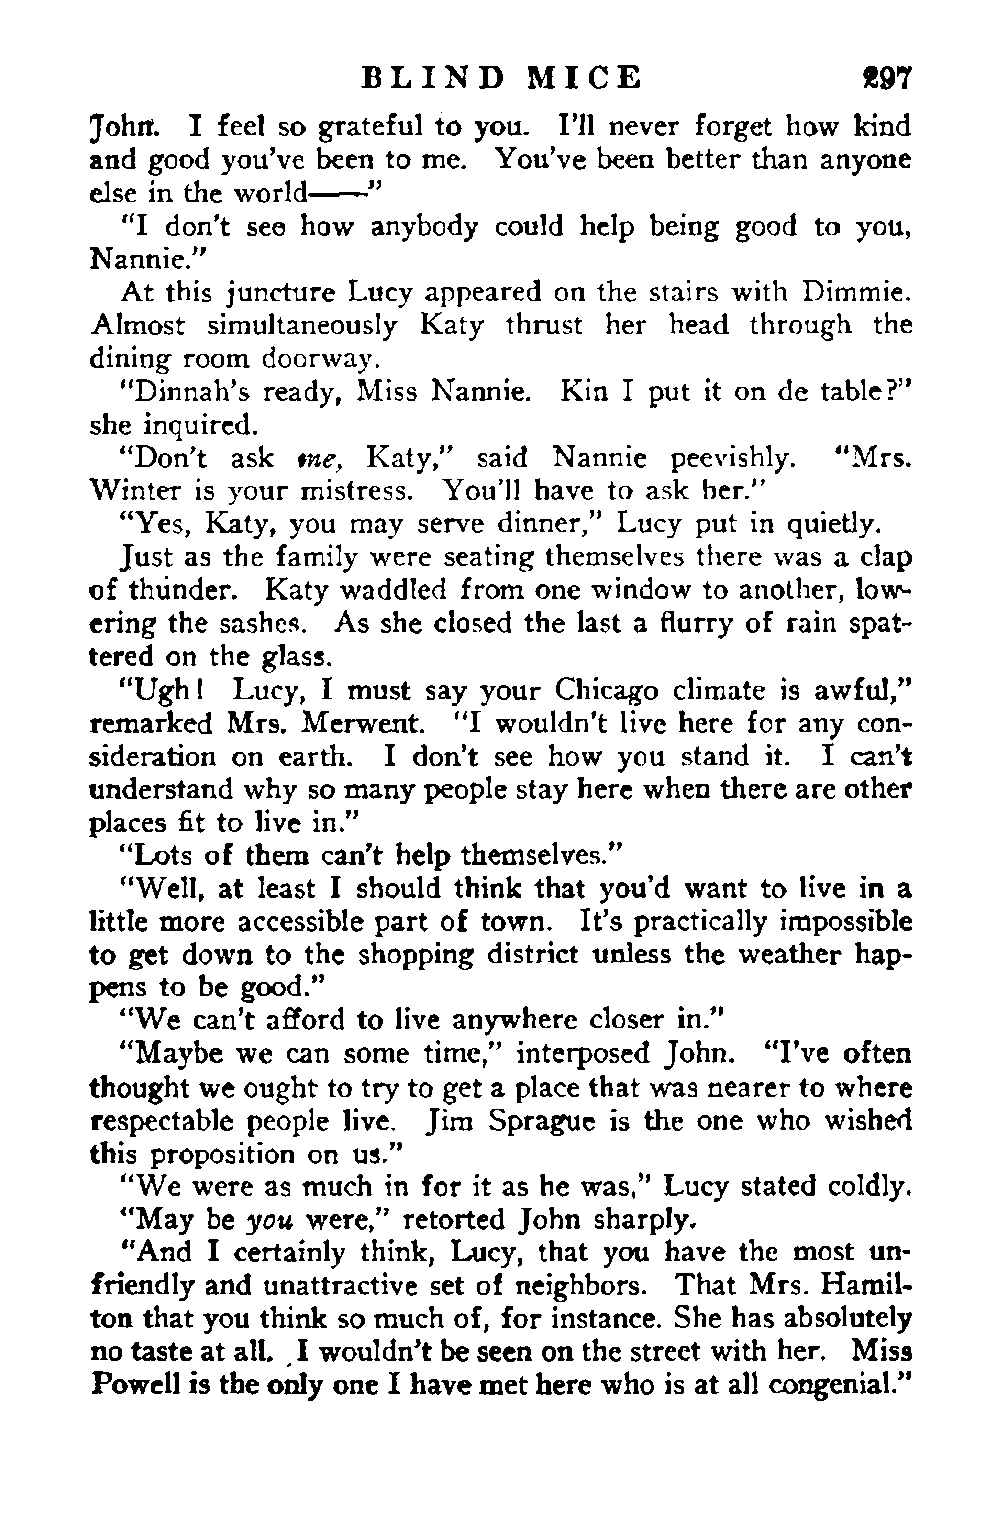 BLIND MICE 297
John. I feel so grateful to you. I'll never forget how kind
and good you've been to me. You've been better than anyone
else in the world——"
"I don't see how anybody could help being good to you,
Nannie."
At this juncture Lucy appeared on the stairs with Dimmie.
Almost simultaneously Katy thrust her head through the
dining room doorway.
"Dinnah's ready, Miss Nannie. Kin I put it on de table?"
she inquired.
"Don't ask me, Katy," said Nannie peevishly. "Mrs.
Winter is your mistress. You'll have to ask her."
"Yes, Katy, you may serve dinner," Lucy put in quietly.
Just as the family were seating themselves there was a clap
of thunder. Katy waddled from one window to another, low-
ering the sashes. As she closed the last a flurry of rain spat-
tered on the glass.
"Ugh! Lucy, I must say your Chicago climate is awful,"
remarked Mrs. Merwent. "I wouldn't live here for any con-
sideration on earth. I don't see how you stand it. I can't
understand why so many people stay here when there are other
places fit to live in."
"Lots of them can't help themselves."
"Well, at least I should think that you'd want to live in a
little more accessible part of town. It's practically impossible
to get down to the shopping district unless the weather hap-
pens to be good."
"We can't afford to live anywhere closer in."
"Maybe we can some time," interposed John. "I've often
thought we ought to try to get a place that was nearer to where
respectable people live. Jim Sprague is the one who wished
this proposition on us."
"We were as much in for it as he was," Lucy stated coldly.
"May be you were," retorted John sharply.
"And I certainly think, Lucy, that you have the most un-
friendly and unattractive set of neighbors. That Mrs. Hamil-
ton that you think so much of, for instance. She has absolutely
no taste at all. I wouldn't be seen on the street with her. Miss
Powell is the only one I have met here who is at all congenial."